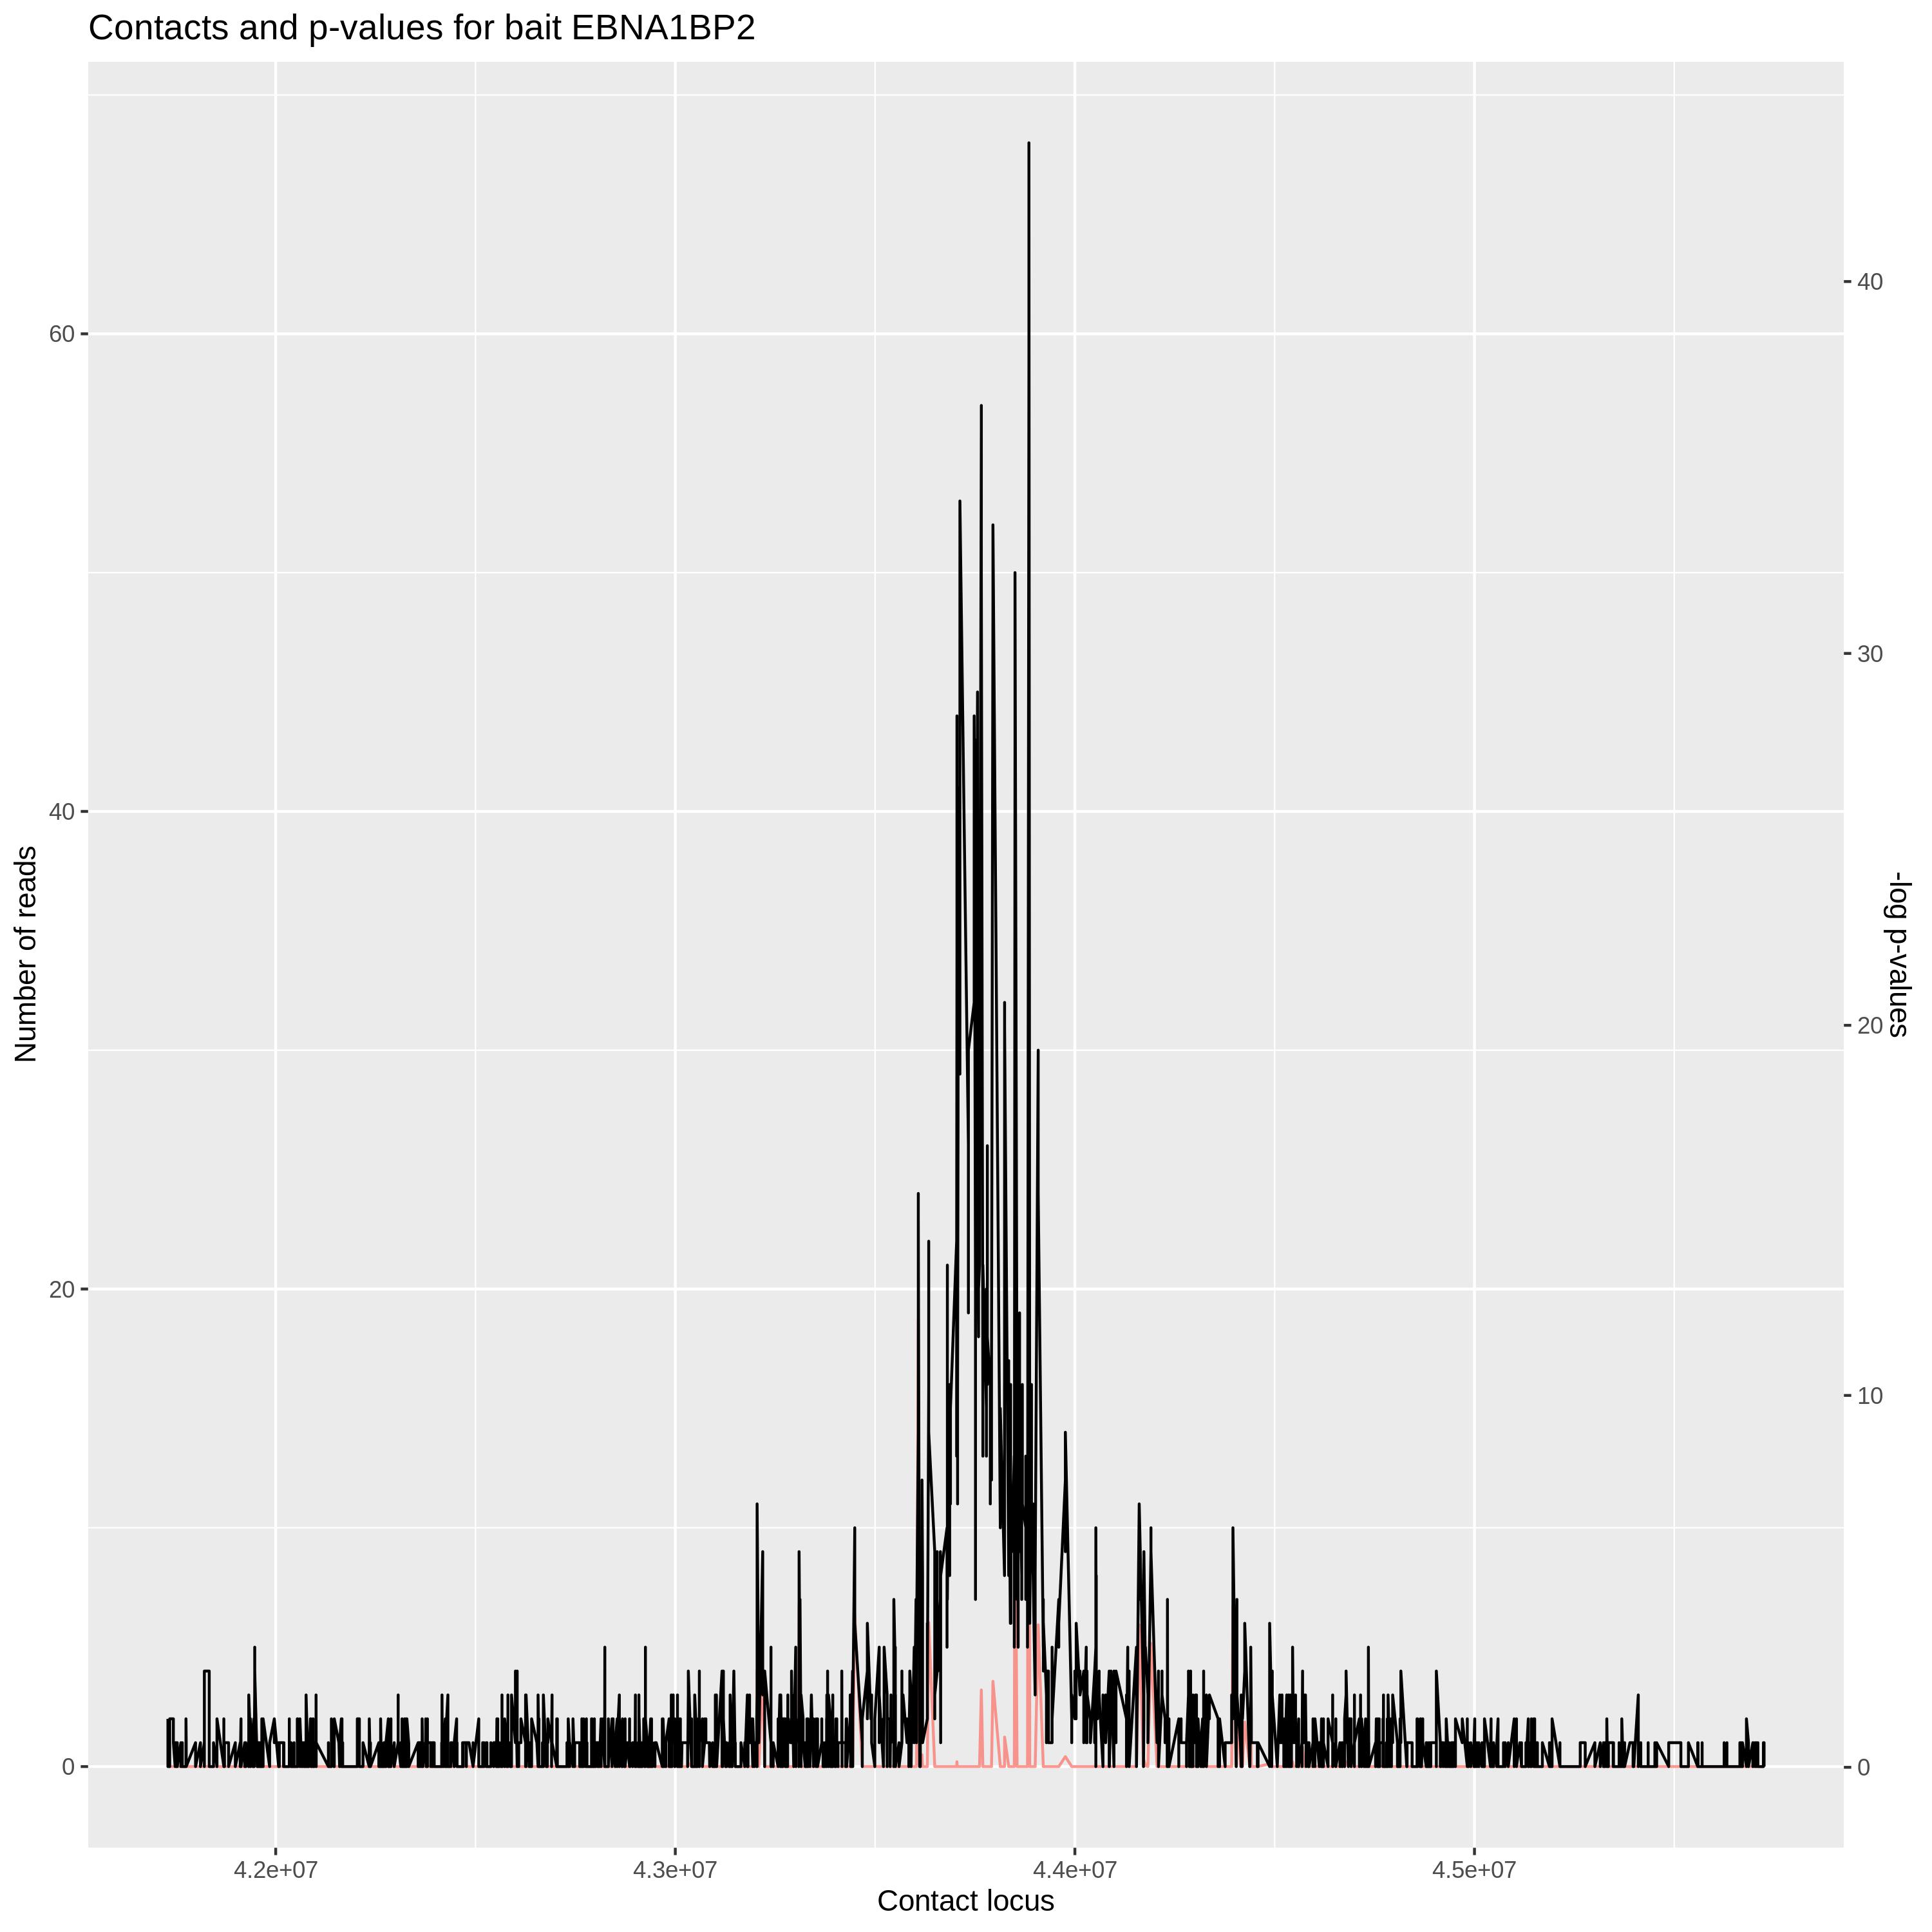 Contacts and p-values for bait EBNA1BP2
60
40
20
0
Number of reads
40
30
20
10
0
-log p-values
4.2e+07
4.3e+07
4.4e+07
4.5e+07
Contact locus